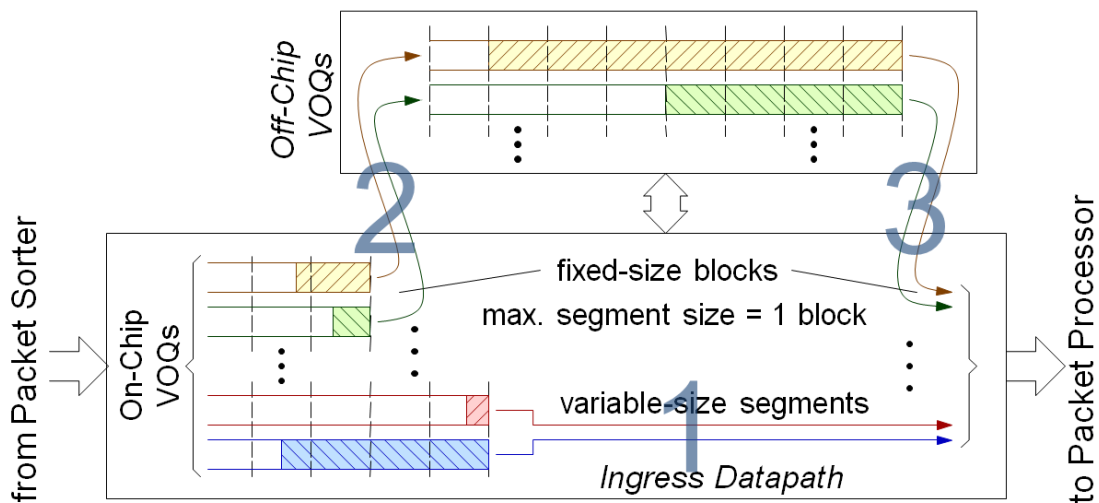 Off-Chip
VOQs
2
3
from Packet Sorter
On-Chip
VOQs
fixed-size blocks
max. segment size = 1 block
variable-size segments
1
Ingress Datapath
to Packet Processor